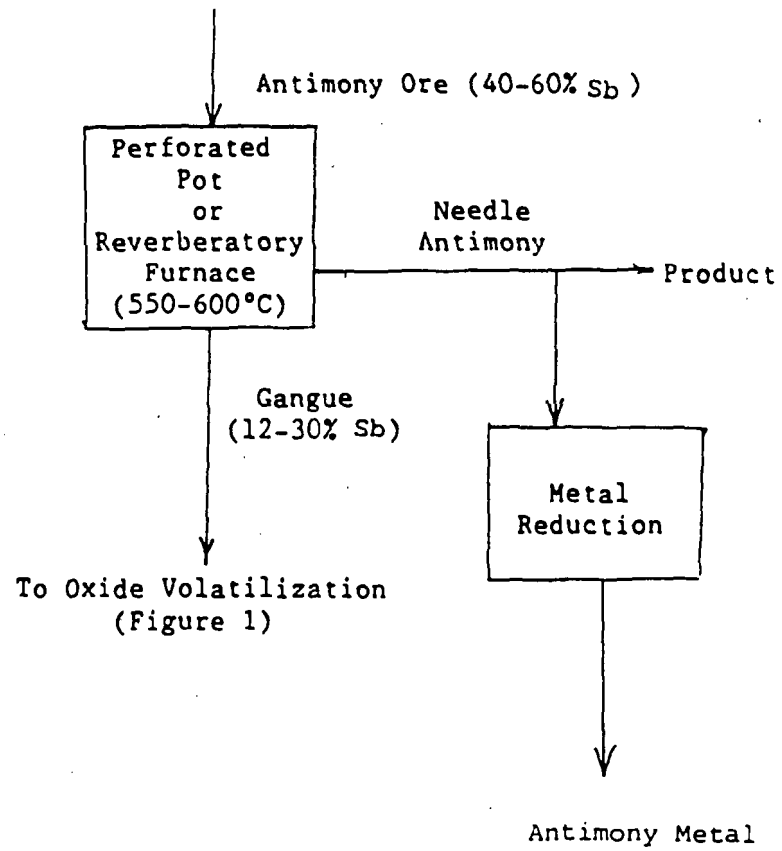 Antimony Ore (40-60% Sb)
Perforated
Pot
or
Reverberatory
Furnace
(550-600°C)
Needle
Antimony
Product
Gangue
(12-30% Sb)
Metal
Reduction
To Oxide Volatilization
(Figure 1)
Antimony Metal